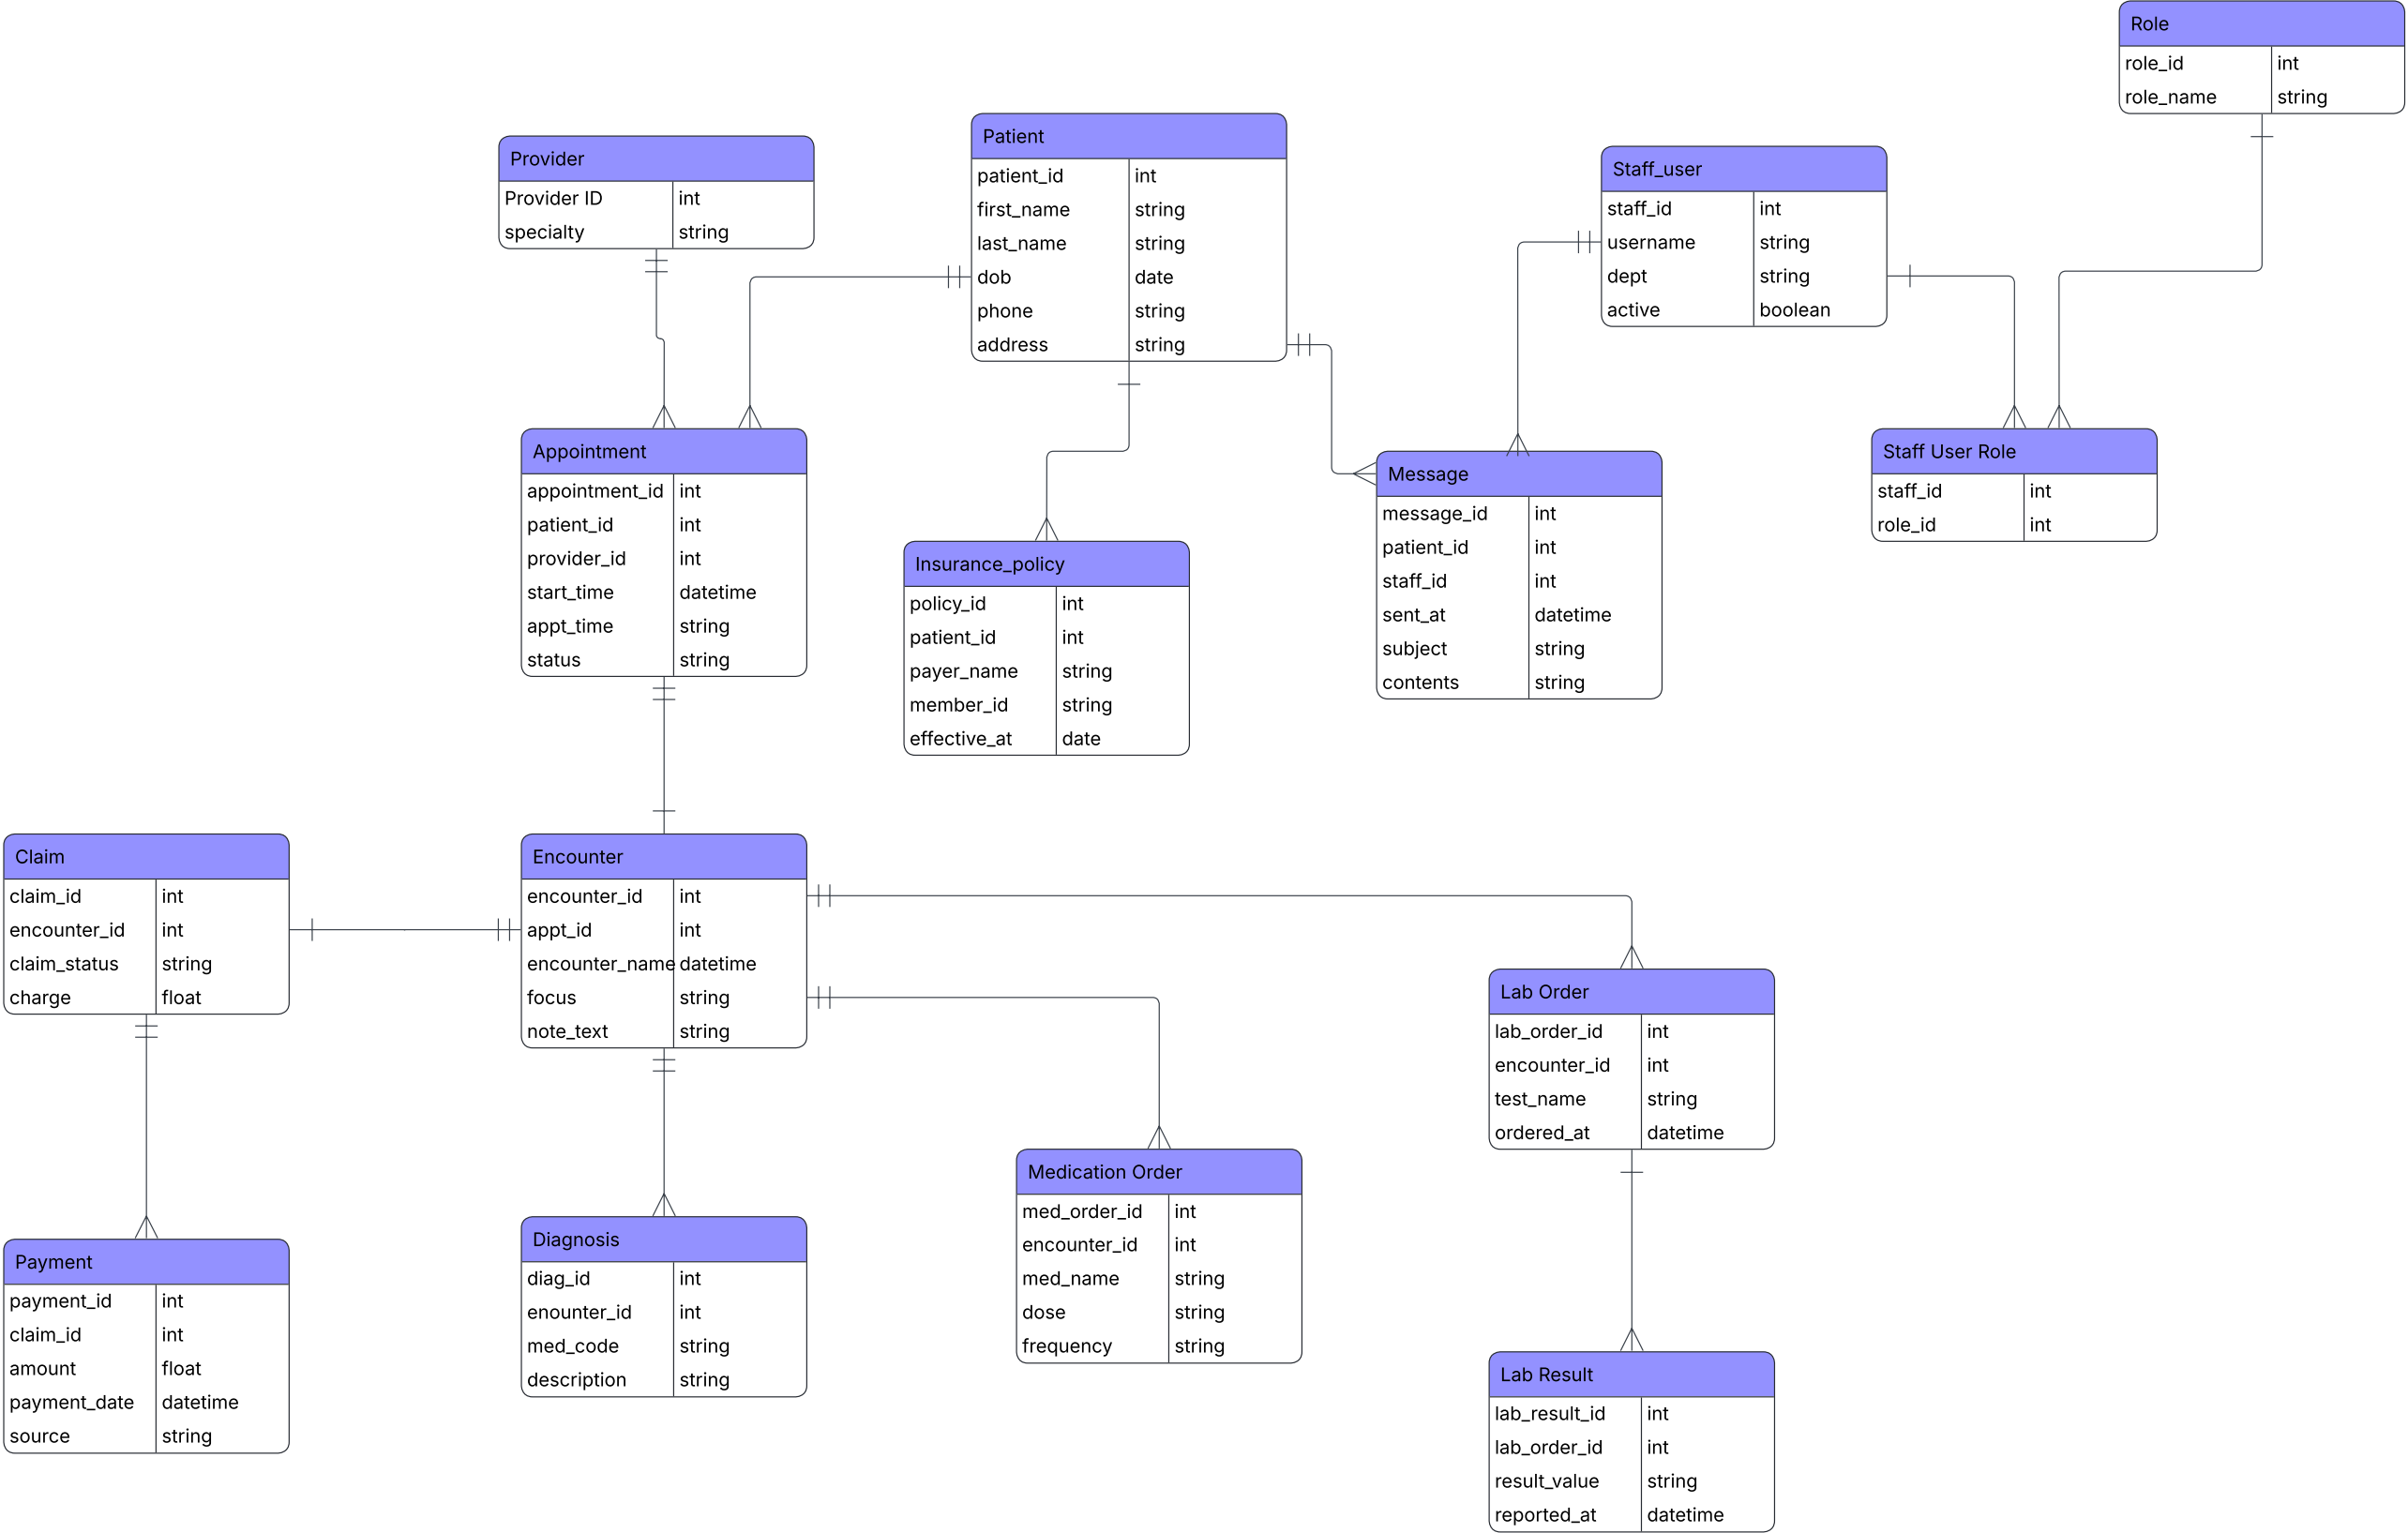 Role
role_id int
role_name string
Patient
patient_id int
first_name string
last_name string
dob date
phone string
address string
Provider
Provider ID int
specialty string
Staff_user
staff_id int
username string
dept string
active boolean
Appointment
appointment_id int
patient_id int
provider_id int
start_time datetime
appt_time string
status string
Insurance_policy
policy_id int
patient_id int
payer_name string
member_id string
effective_at date
Message
message_id int
patient_id int
staff_id int
sent_at datetime
subject string
contents string
Staff User Role
staff_id int
role_id int
Claim
claim_id int
encounter_id int
claim_status string
charge float
Encounter
encounter_id int
appt_id int
encounter_name datetime
focus string
note_text string
Lab Order
lab_order_id int
encounter_id int
test_name string
ordered_at datetime
Medication Order
med_order_id int
encounter_id int
med_name string
dose string
frequency string
Payment
payment_id int
claim_id int
amount float
payment_date datetime
source string
Diagnosis
diag_id int
enounter_id int
med_code string
description string
Lab Result
lab_result_id int
lab_order_id int
result_value string
reported_at datetime